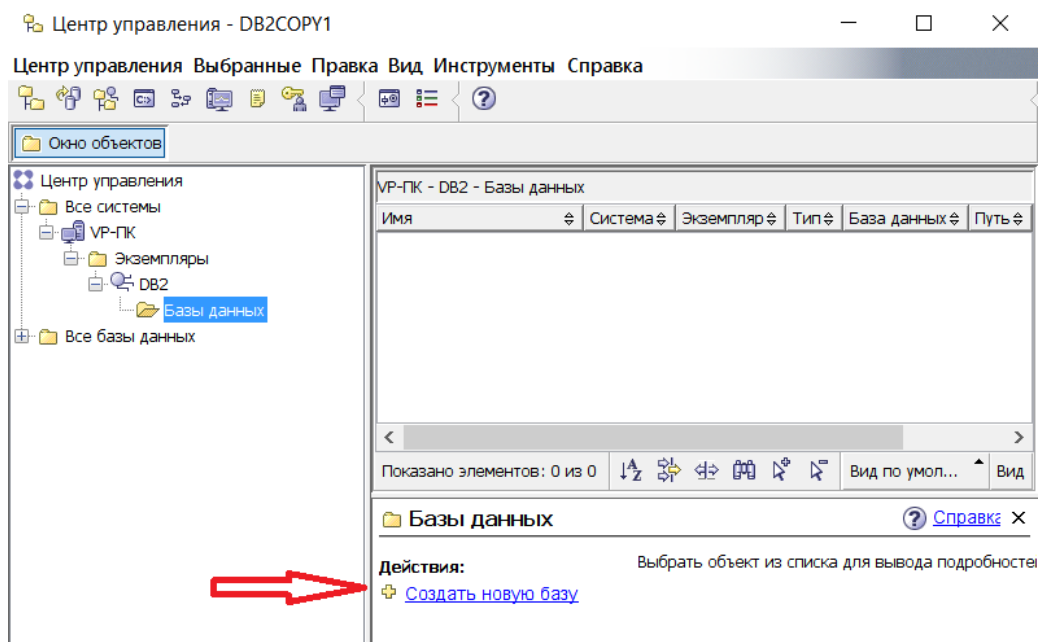 Центр управления - DB2COPY1
Центр управления Выбранные Правка Вид Инструменты Справка
Окно объектов
Центр управления
Все системы
VP-ПК
Экземпляры
DB2
Базы данных
Все базы данных
VP-ПК - DB2 - Базы данных
Имя Система Экземпляр Тип База данных Путь
Показано элементов: 0 из 0 Вид по умол... Вид
Базы данных Справка
Действия: Выбрать объект из списка для вывода подробносте
Создать новую базу